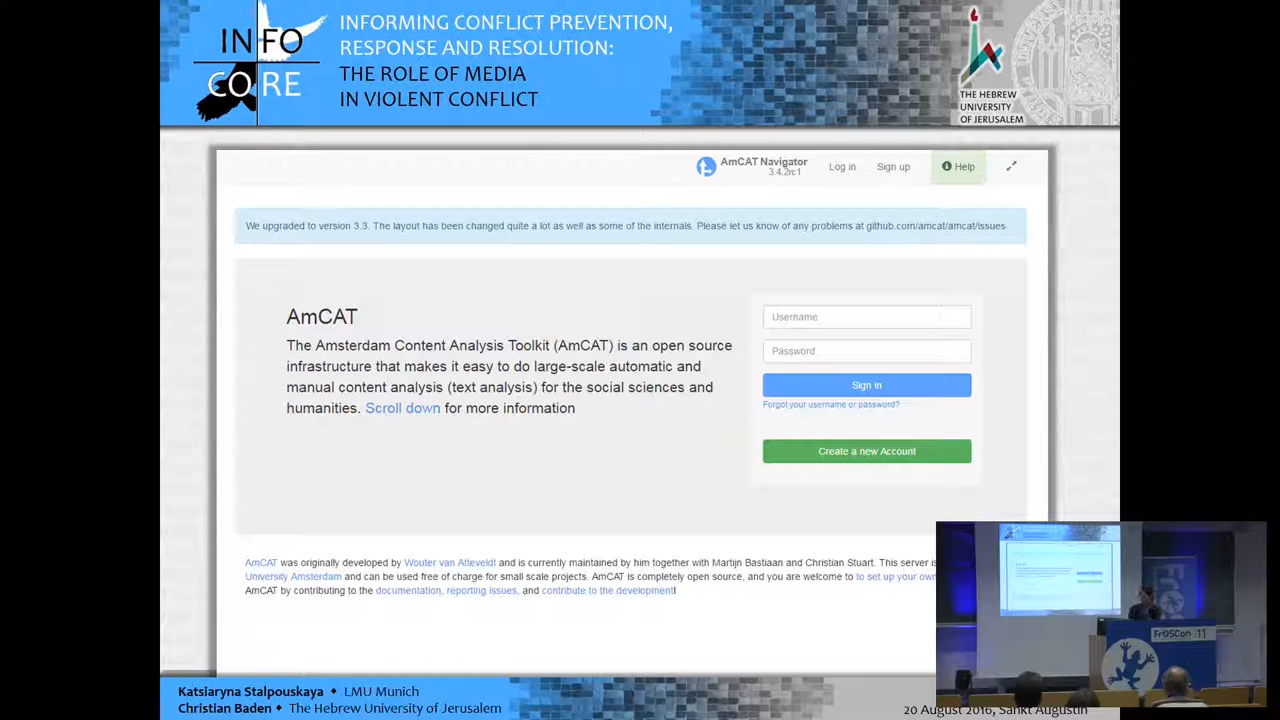 INFO
CORE
INFORMING CONFLICT PREVENTION,
RESPONSE AND RESOLUTION:
THE ROLE OF MEDIA
IN VIOLENT CONFLICT
THE HEBREW
UNIVERSITY
OF JERUSALEM
AmCAT Navigator
3.4.2rc1
Log in
Sign up
Help
We upgraded to version 3.3. The layout has been changed quite a lot as well as some of the internals. Please let us know of any problems at github.com/amcat/amcat/issues
AmCAT
The Amsterdam Content Analysis Toolkit (AmCAT) is an open source
infrastructure that makes it easy to do large-scale automatic and
manual content analysis (text analysis) for the social sciences and
humanities. Scroll down for more information
Username
Password
Sign in
Forgot your username or password?
Create a new Account
AmCAT was originally developed by Wouter van Atteveldt and is currently maintained by him together with Martijn Bastiaan and Christian Stuart. This server is
University Amsterdam and can be used free of charge for small scale projects. AmCAT is completely open source, and you are welcome to to set up your own
AmCAT by contributing to the documentation, reporting issues, and contribute to the development!
FrOSCon 11
Katsiaryna Stalpouskaya ♦ LMU Munich
Christian Baden ♦ The Hebrew University of Jerusalem
20 August 2016, Sankt Augustin